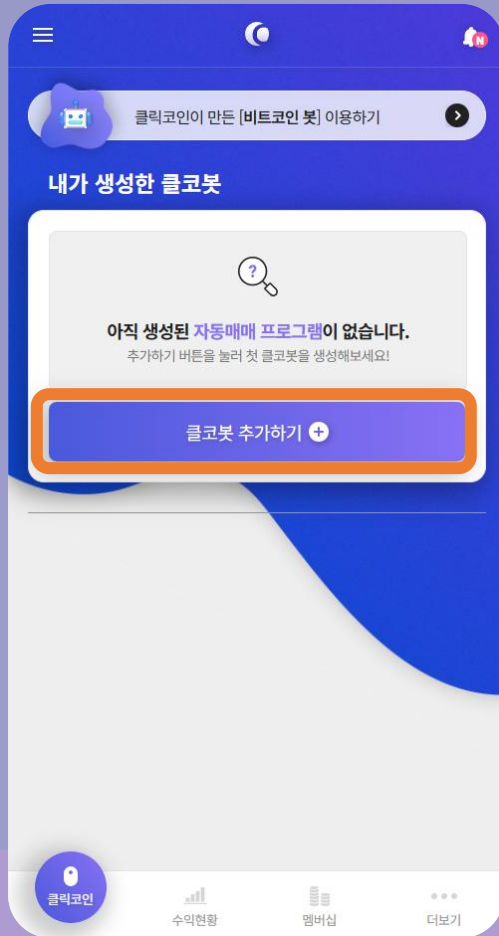 N
클릭코인이 만든 [비트코인 봇] 이용하기
내가 생성한 클코봇
?
아직 생성된 자동매매 프로그램이 없습니다.
추가하기 버튼을 눌러 첫 클코봇을 생성해보세요!
클코봇 추가하기
클릭코인
수익현황
멤버십
더보기